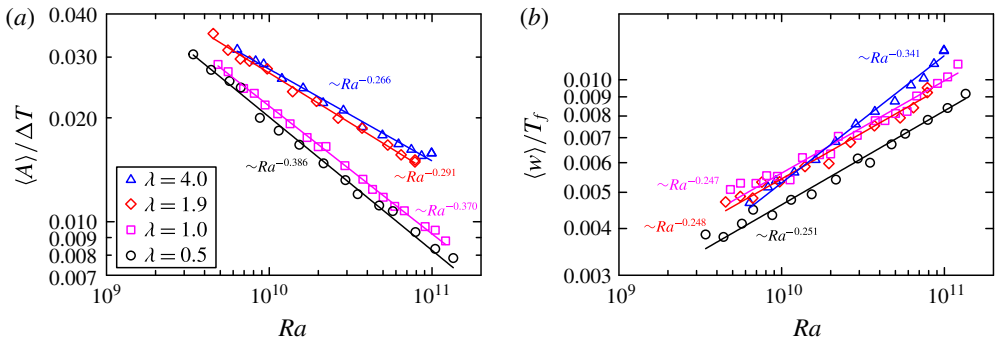 (a)
0.030
0.020
0.010
0.009
0.008
0.007
⟨A⟩/ΔT
~Ra^−0.266
~Ra^−0.386
~Ra^−0.291
~Ra^−0.370
λ = 4.0
λ = 1.9
λ = 1.0
λ = 0.5
10^9
10^10
10^11
Ra
(b)
0.010
0.009
0.008
0.007
0.006
0.005
0.004
0.003
⟨w⟩/T_f
~Ra^−0.341
~Ra^−0.247
~Ra^−0.248
~Ra^−0.251
10^9
10^10
10^11
Ra